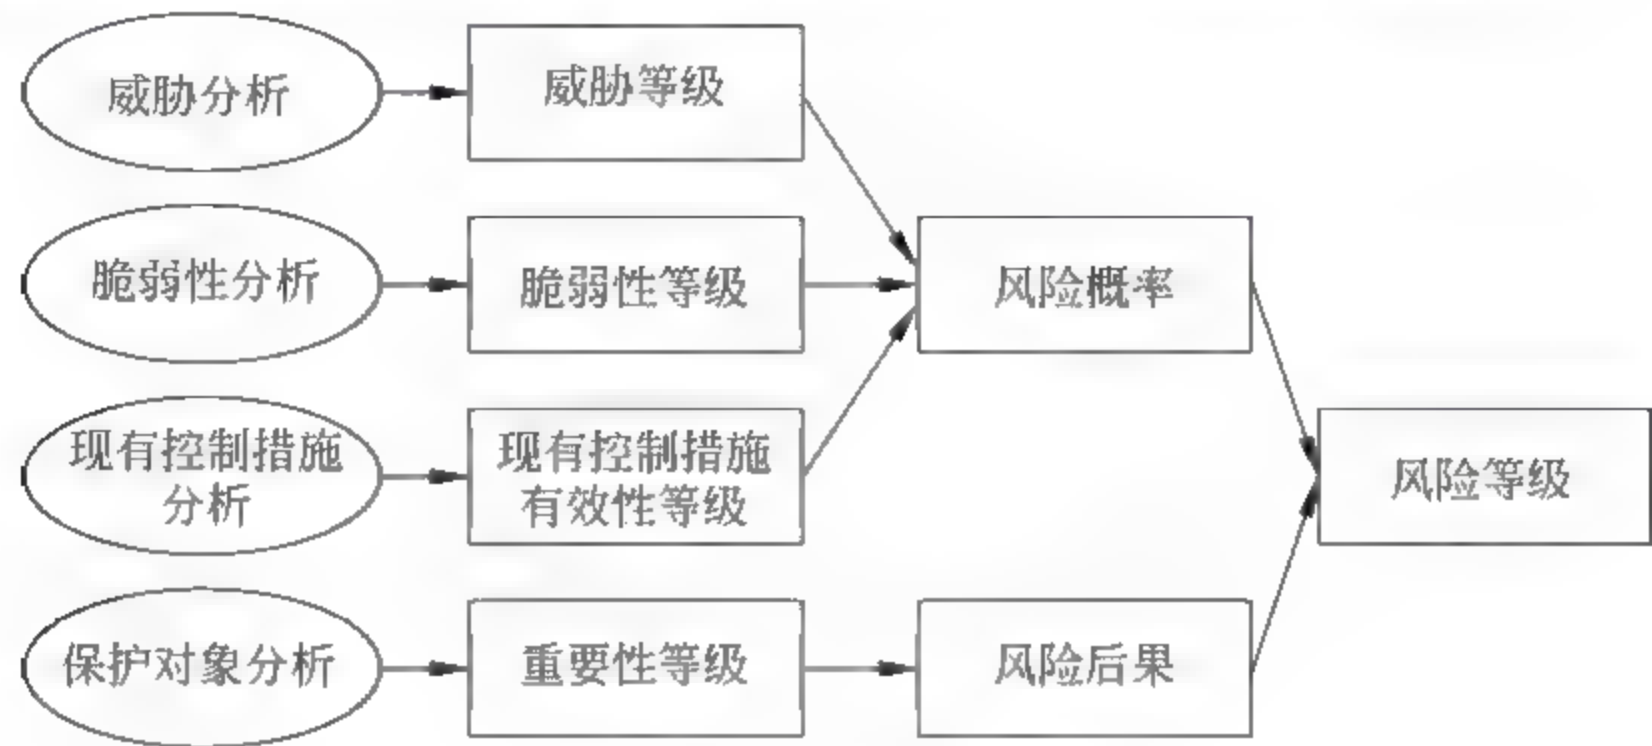 威胁分析
威胁等级
脆弱性分析
脆弱性等级
风险概率
现有控制措施
分析
现有控制措施
有效性等级
风险等级
保护对象分析
重要性等级
风险后果